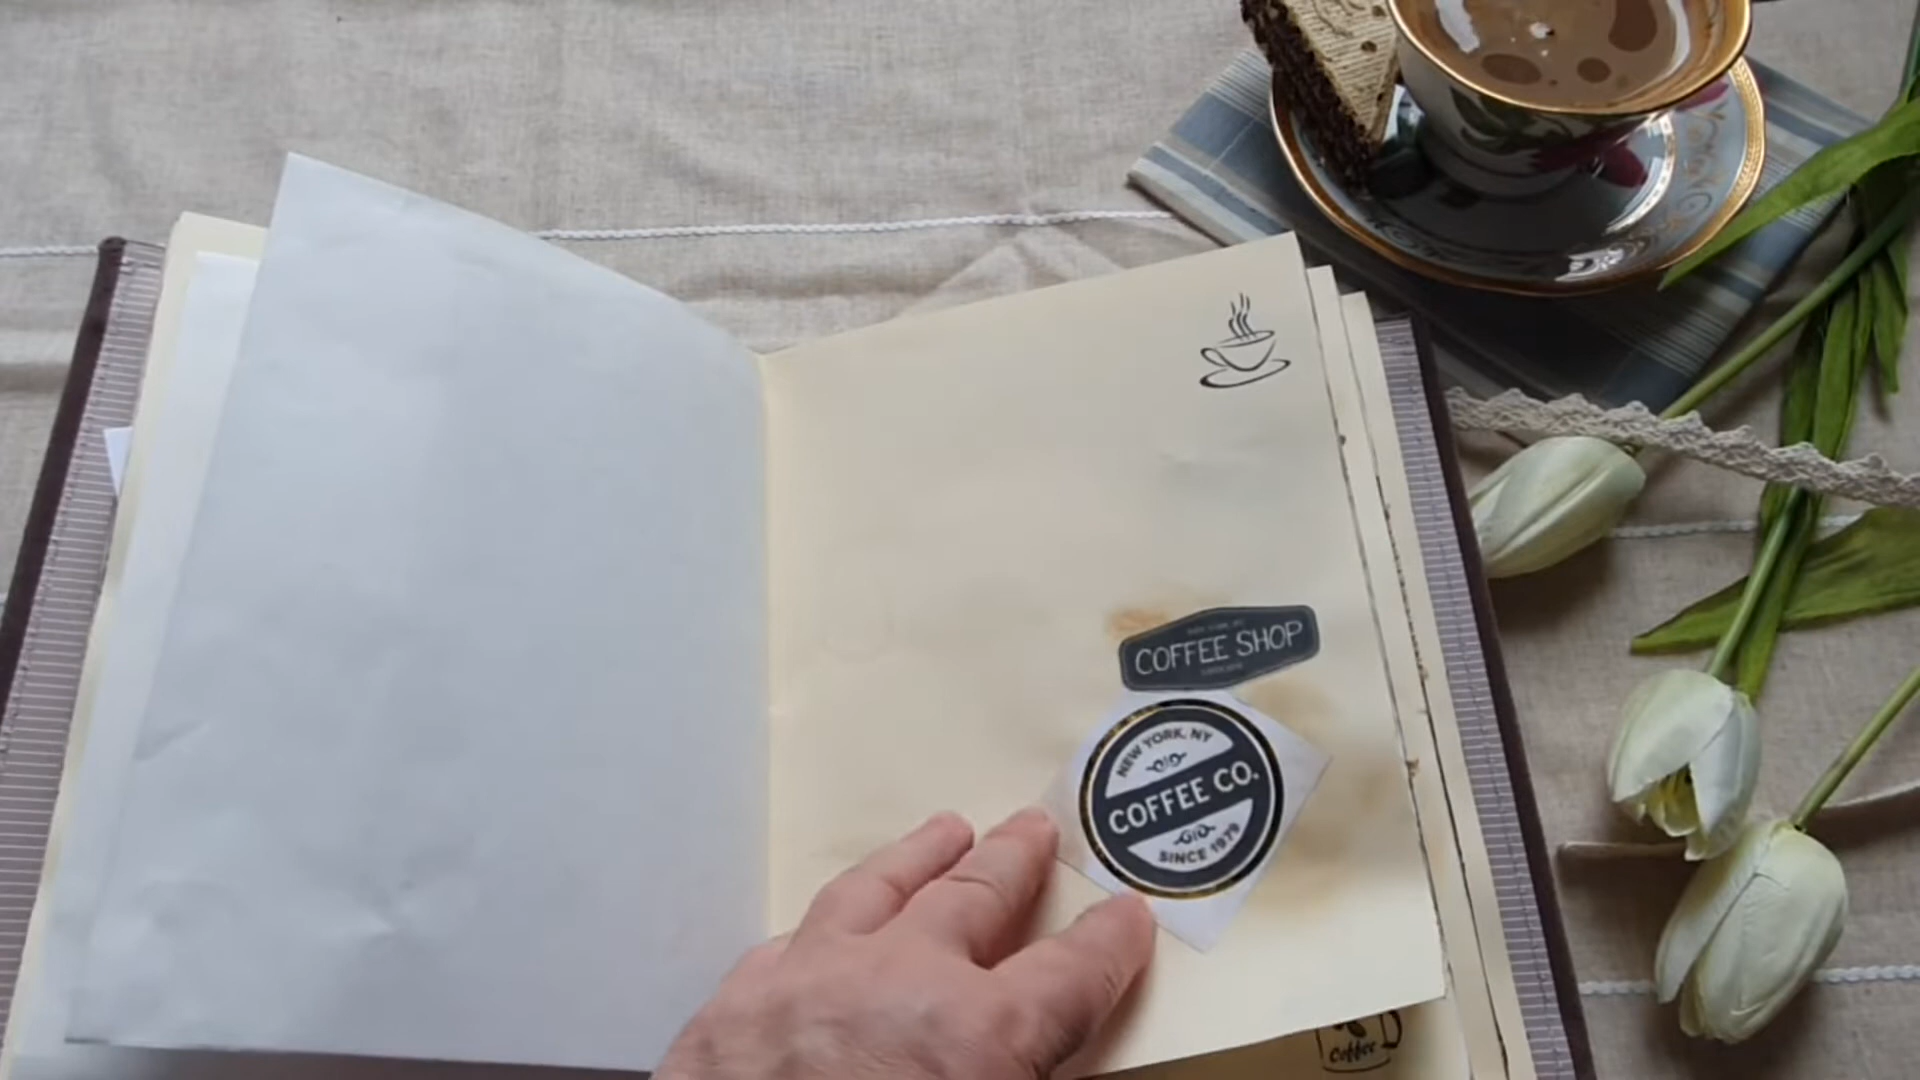 COFFEE SHOP
NEW YORK, NY
COFFEE CO.
SINCE 1979
Coffee